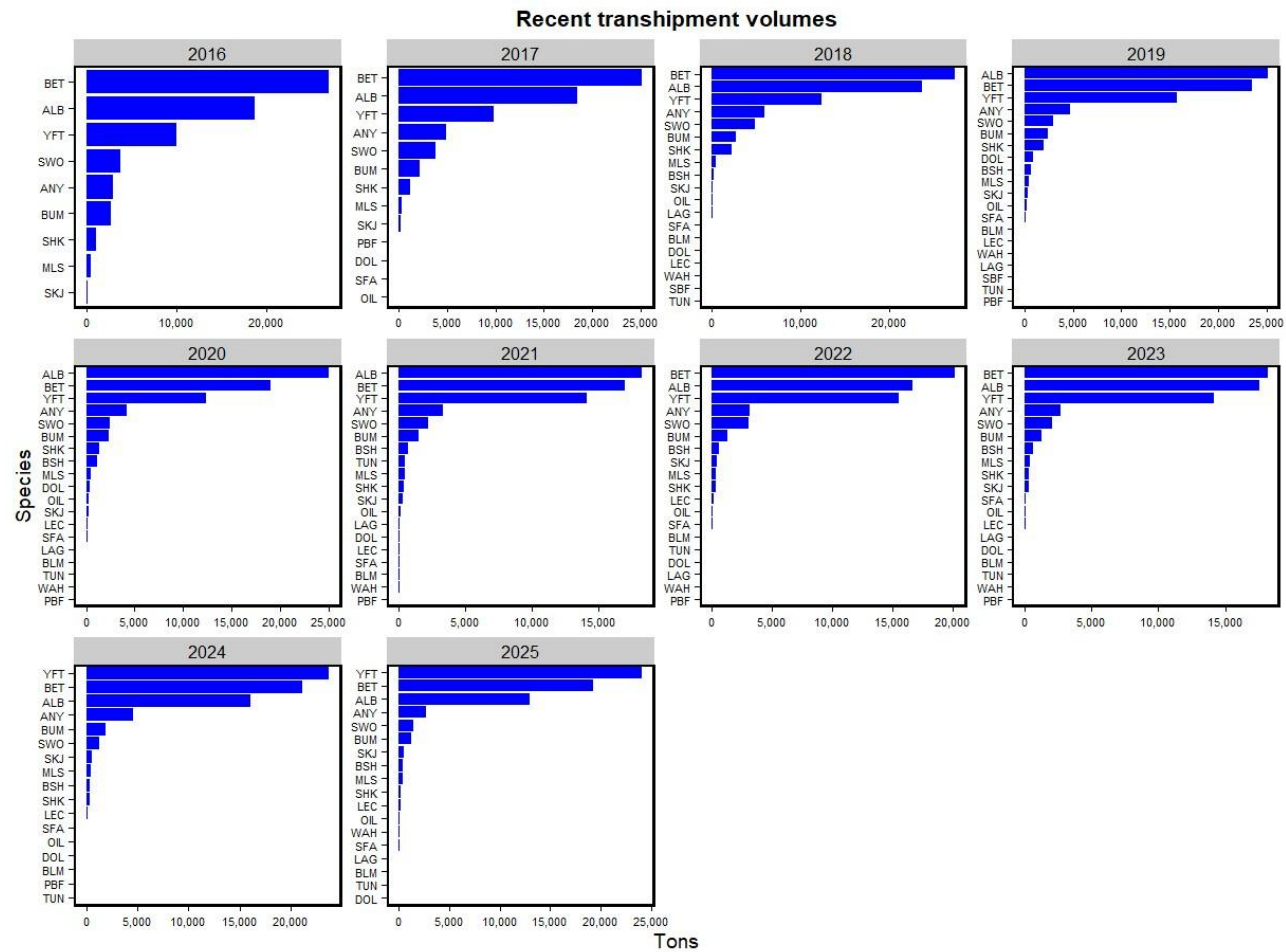 Recent transhipment volumes
2016
BET
ALB
YFT
SWO
ANY
BUM
SHK
MLS
SKJ
0 10,000 20,000
2017
BET
ALB
YFT
ANY
SWO
BUM
SHK
MLS
SKJ
PBF
DOL
SFA
OIL
0 5,000 10,000 15,000 20,000 25,000
2018
BET
ALB
YFT
ANY
SWO
BUM
SHK
MLS
BSH
SKJ
OIL
LAG
SFA
BLM
DOL
LEC
WAH
SBF
TUN
0 10,000 20,000
2019
ALB
BET
YFT
ANY
SWO
BUM
SHK
DOL
BSH
MLS
SKJ
OIL
SFA
BLM
LEC
WAH
LAG
SBF
TUN
PBF
0 5,000 10,000 15,000 20,000 25,000
Species
2020
ALB
BET
YFT
ANY
SWO
BUM
SHK
BSH
MLS
DOL
OIL
SKJ
LEC
SFA
LAG
BLM
TUN
WAH
PBF
0 5,000 10,000 15,000 20,000 25,000
2021
ALB
BET
YFT
ANY
SWO
BUM
BSH
TUN
MLS
SHK
SKJ
OIL
LAG
DOL
LEC
SFA
BLM
WAH
PBF
0 5,000 10,000 15,000
2022
BET
ALB
YFT
ANY
SWO
BUM
BSH
SKJ
MLS
SHK
LEC
OIL
SFA
BLM
TUN
DOL
LAG
WAH
PBF
0 5,000 10,000 15,000 20,000
2023
BET
ALB
YFT
ANY
SWO
BUM
BSH
MLS
SHK
SKJ
SFA
OIL
LEC
LAG
DOL
BLM
TUN
WAH
PBF
0 5,000 10,000 15,000
2024
YFT
BET
ALB
ANY
BUM
SWO
SKJ
MLS
BSH
SHK
LEC
SFA
OIL
DOL
BLM
PBF
TUN
0 5,000 10,000 15,000 20,000
2025
YFT
BET
ALB
ANY
SWO
BUM
SKJ
BSH
MLS
SHK
LEC
OIL
WAH
SFA
LAG
BLM
TUN
DOL
0 5,000 10,000 15,000 20,000 25,000
Tons